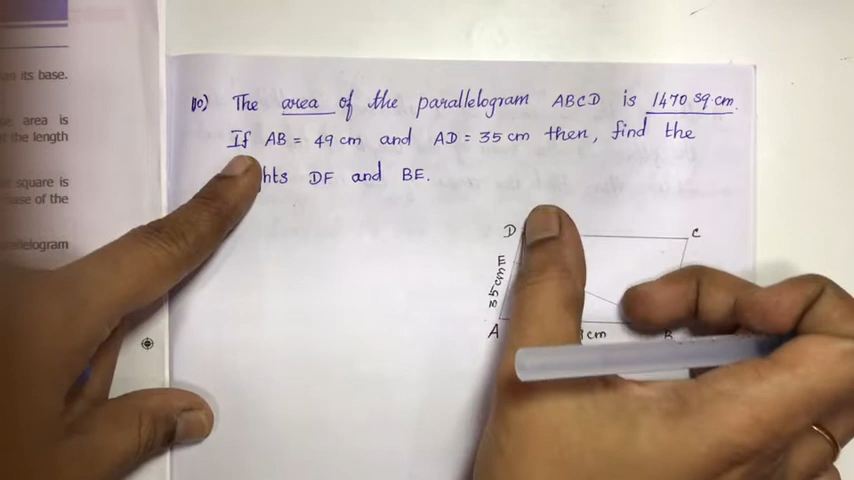 an its base.
area is
the length
square is
of the
parallelogram
10) The area of the parallelogram ABCD is 1470 sq.cm.
If AB = 49 cm and AD = 35 cm then, find the
hts DF and BE.
D
C
E
35cm
A
cm
B